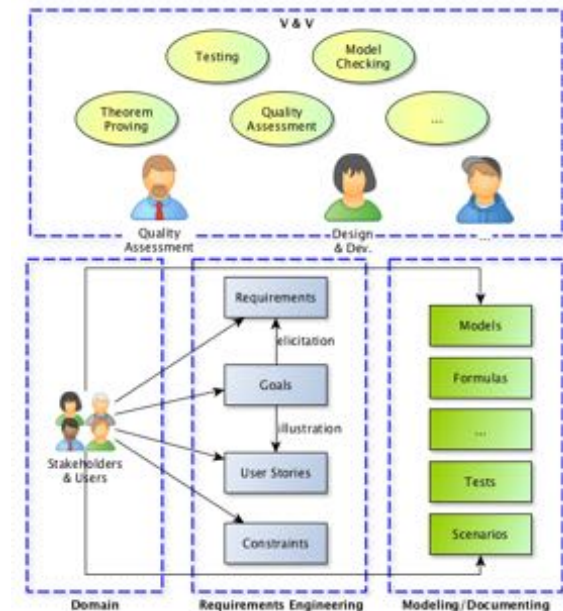 V & V
Testing
Model
Checking
Theorem
Proving
Quality
Assessment
...
Quality
Assessment
Design
& Dev.
...
Requirements
elicitation
Goals
illustration
User Stories
Constraints
Stakeholders
& Users
Models
Formulas
...
Tests
Scenarios
Domain
Requirements Engineering
Modeling/Documenting